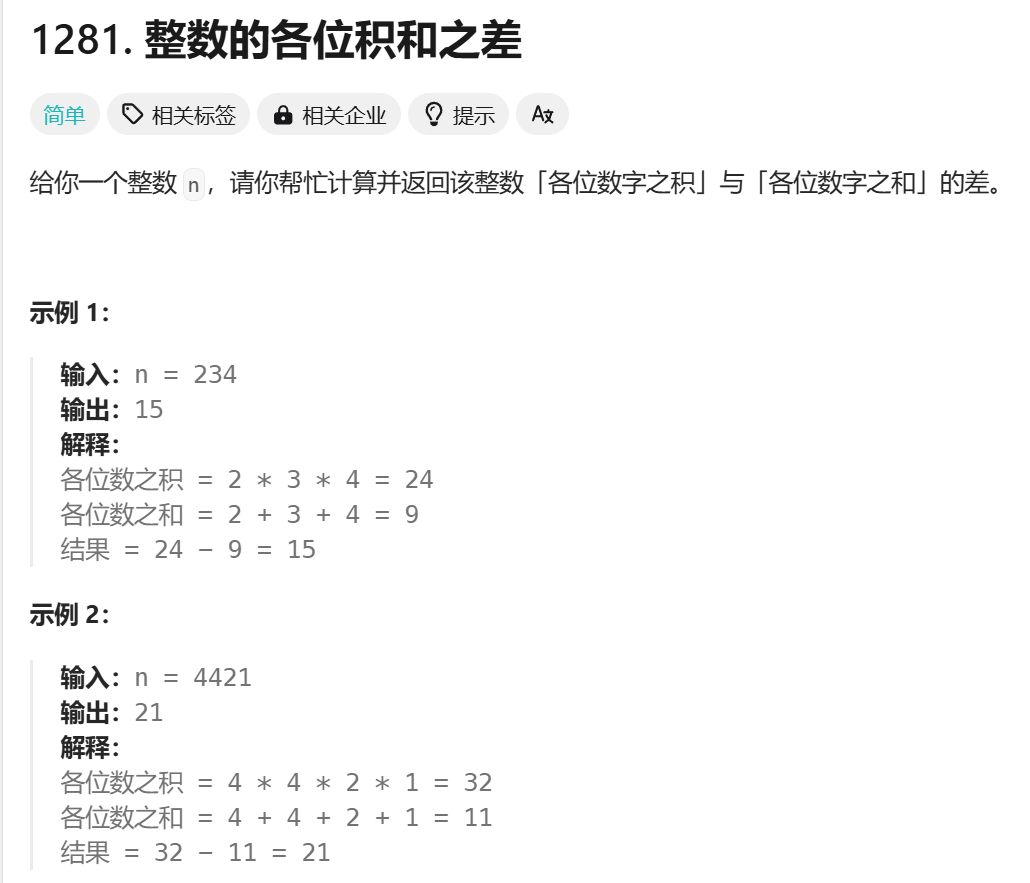 1281. 整数的各位积和之差
简单 相关标签 相关企业 提示 A文
给你一个整数 n，请你帮忙计算并返回该整数「各位数字之积」与「各位数字之和」的差。
示例 1：
输入：n = 234
输出：15
解释：
各位数之积 = 2 * 3 * 4 = 24
各位数之和 = 2 + 3 + 4 = 9
结果 = 24 - 9 = 15
示例 2：
输入：n = 4421
输出：21
解释：
各位数之积 = 4 * 4 * 2 * 1 = 32
各位数之和 = 4 + 4 + 2 + 1 = 11
结果 = 32 - 11 = 21